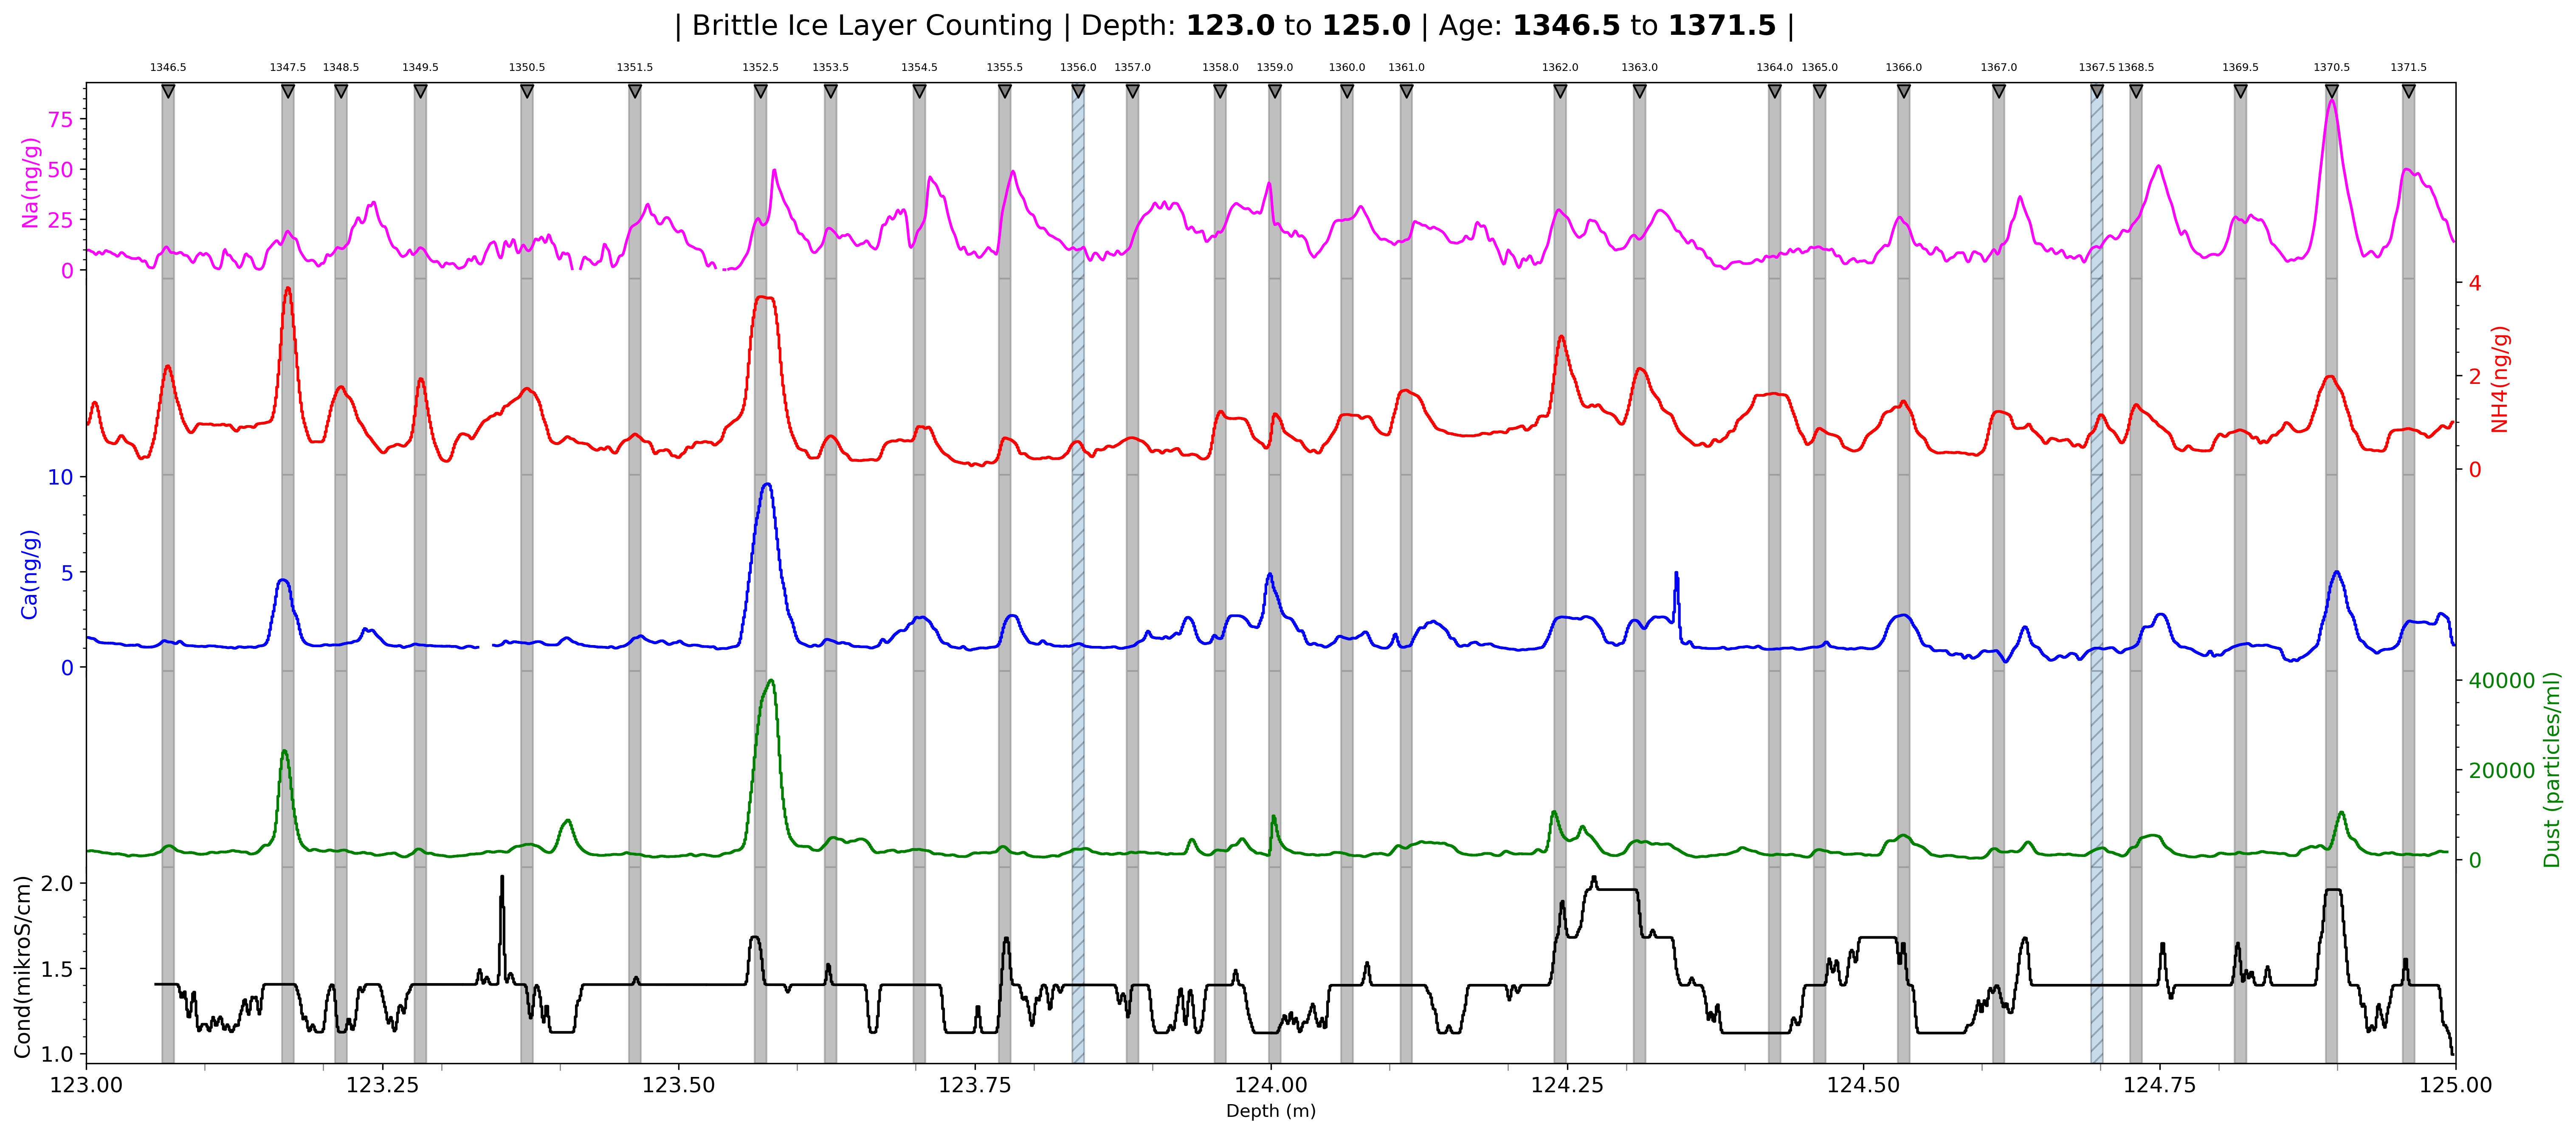 | Brittle Ice Layer Counting | Depth: 123.0 to 125.0 | Age: 1346.5 to 1371.5 |
1346.5 1347.5 1348.5 1349.5 1350.5 1351.5 1352.5 1353.5 1354.5 1355.5 1356.0 1357.0 1358.0 1359.0 1360.0 1361.0 1362.0 1363.0 1364.0 1365.0 1366.0 1367.0 1367.5 1368.5 1369.5 1370.5 1371.5
Na(ng/g)
75
50
25
0
NH4(ng/g)
4
2
0
Ca(ng/g)
10
5
0
Dust (particles/ml)
40000
20000
0
Cond(mikroS/cm)
2.0
1.5
1.0
123.00 123.25 123.50 123.75 124.00 124.25 124.50 124.75 125.00
Depth (m)